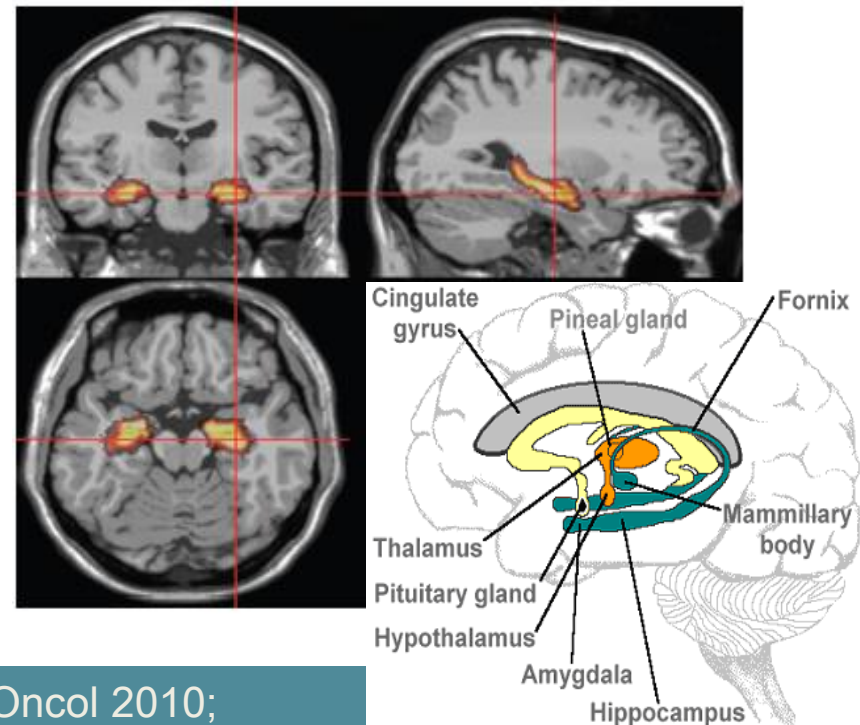 Cingulate
gyrus
Pineal gland
Fornix
Thalamus
Mammillary
body
Pituitary gland
Hypothalamus
Amygdala
Hippocampus
Oncol 2010;